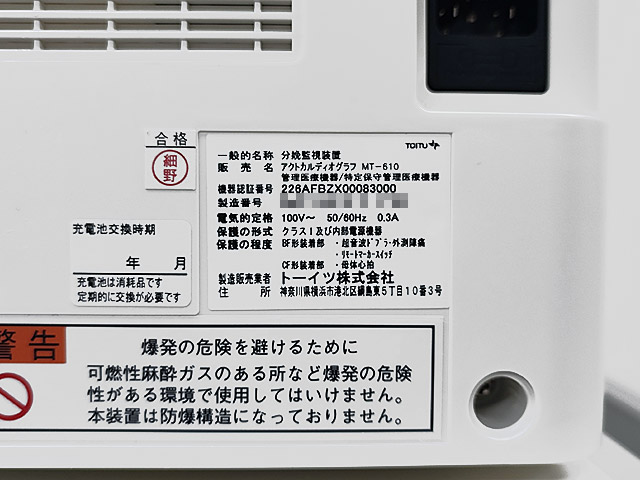 合格
細野
TOITU
一般的名称 分娩監視装置
販売名 アクトカルディオグラフ MT-610
管理医療機器/特定保守管理医療機器
機器認証番号 226AFBZX00083000
製造番号
電気的定格 100V〜 50/60Hz 0.3A
保護の形式 クラスⅠ及び内部電源機器
保護の程度 BF形装着部 ・超音波ドプラ・外測陣痛
・リモートマーカースイッチ
CF形装着部 ・母体心拍
製造販売業者 トーイツ株式会社
住所 神奈川県横浜市港北区綱島東5丁目10番3号
充電池交換時期
年 月
充電池は消耗品です
定期的に交換が必要です
警告
爆発の危険を避けるために
可燃性麻酔ガスのある所など爆発の危険
性がある環境で使用してはいけません。
本装置は防爆構造になっておりません。